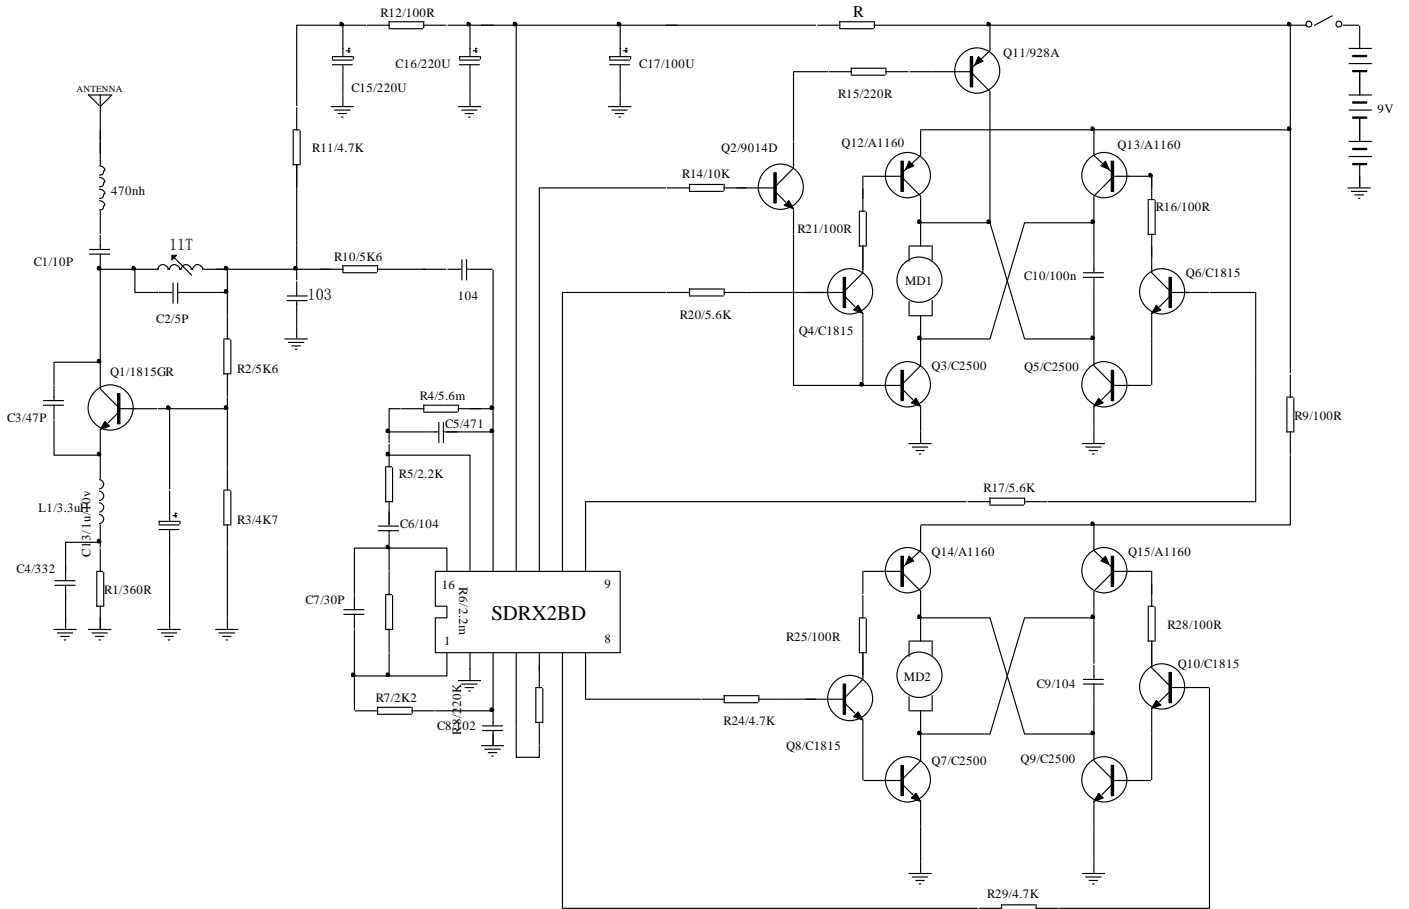 R12/100R
R
C16/220U
C17/100U
C15/220U
Q11/928A
R15/220R
9V
ANTENNA
R11/4.7K
Q2/9014D
Q12/A1160
Q13/A1160
470nh
R14/10K
R16/100R
R21/100R
11T
C1/10P
R10/5K6
103
104
C2/5P
MD1
C10/100n
Q6/C1815
R20/5.6K
Q4/C1815
Q1/1815GR
R2/5K6
Q3/C2500
Q5/C2500
C3/47P
R4/5.6m
C5/471
R9/100R
R5/2.2K
R17/5.6K
L1/3.3uH
C13/1u/50v
R3/4K7
C6/104
C4/332
R1/360R
Q14/A1160
Q15/A1160
C7/30P
16
R6/2.2m
9
SDRX2BD
1
8
R25/100R
R28/100R
MD2
C9/104
Q10/C1815
R7/2K2
R8/220K
C8/102
R24/4.7K
Q8/C1815
Q7/C2500
Q9/C2500
R29/4.7K